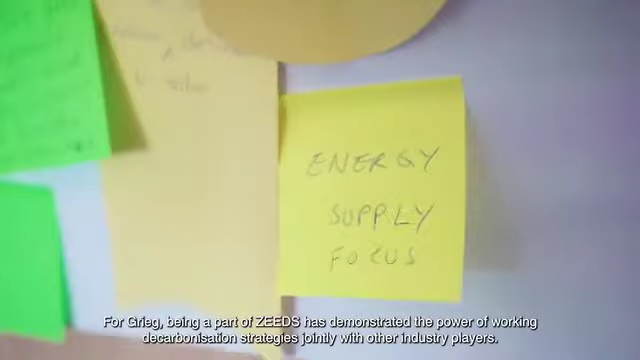 ENERGY
SUPPLY
FOCUS
For Grieg, being a part of ZEEDS has demonstrated the power of working
decarbonisation strategies jointly with other industry players.